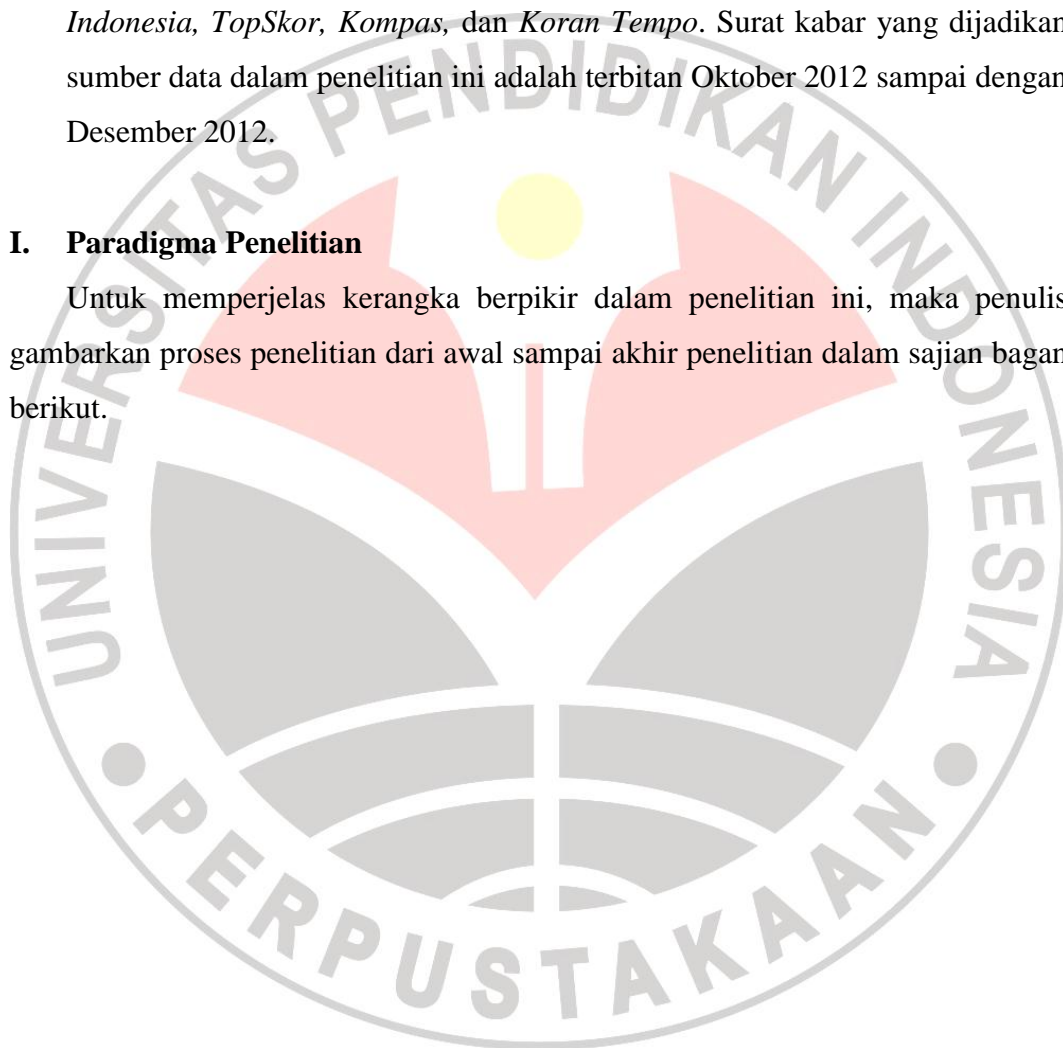 Indonesia, TopSkor, Kompas, dan Koran Tempo. Surat kabar yang dijadikan
sumber data dalam penelitian ini adalah terbitan Oktober 2012 sampai dengan
Desember 2012.
I. Paradigma Penelitian
Untuk memperjelas kerangka berpikir dalam penelitian ini, maka penulis
gambarkan proses penelitian dari awal sampai akhir penelitian dalam sajian bagan
berikut.
UNIVERSITAS PENDIDIKAN INDONESIA
PERPUSTAKAAN